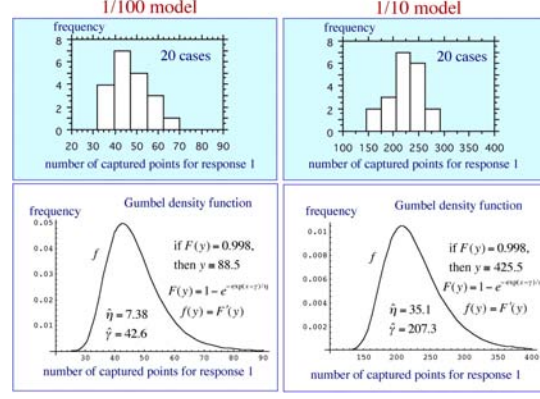 1/100 model
1/10 model
frequency
20 cases
8
6
4
2
0
20 30 40 50 60 70 80 90
number of captured points for response 1
frequency
20 cases
8
6
4
2
0
100 150 200 250 300 350 400
number of captured points for response 1
Gumbel density function
frequency
0.05
0.04
0.03
0.02
0.01
f
if F(y) = 0.998,
then y = 88.5
F(y) = 1 − e^{−exp(x−γ)/η}
f(y) = F'(y)
η̂ = 7.38
γ̂ = 42.6
30 40 50 60 70 80 90
number of captured points for response 1
Gumbel density function
frequency
0.01
0.008
0.006
0.004
0.002
f
if F(y) = 0.998,
then y = 425.5
F(y) = 1 − e^{−exp(x−γ)/η}
f(y) = F'(y)
η̂ = 35.1
γ̂ = 207.3
150 200 250 300 350 400
number of captured points for response 1